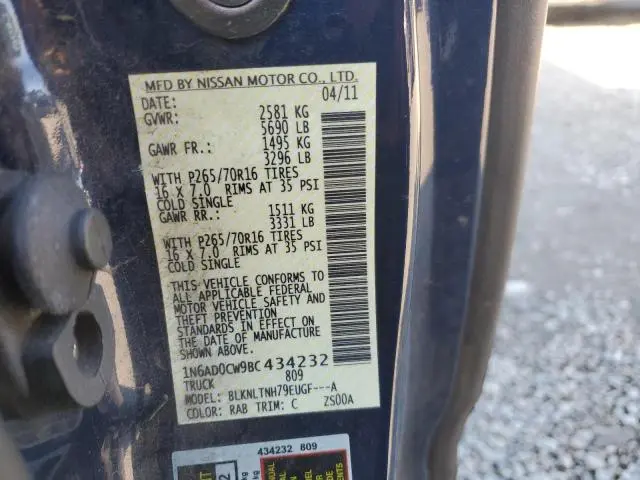 MFD BY NISSAN MOTOR CO., LTD.
DATE: 04/11
GVWR: 2581 KG
5690 LB
GAWR FR.: 1495 KG
3296 LB
WITH P265/70R16 TIRES
16 X 7.0 RIMS AT 35 PSI
COLD SINGLE
GAWR RR.: 1511 KG
3331 LB
WITH P265/70R16 TIRES
16 X 7.0 RIMS AT 35 PSI
COLD SINGLE
THIS VEHICLE CONFORMS TO
ALL APPLICABLE FEDERAL
MOTOR VEHICLE SAFETY AND
THEFT PREVENTION
STANDARDS IN EFFECT ON
THE DATE OF MANUFACTURE
SHOWN ABOVE.
1N6AD0CW9BC434232
TRUCK 809
MODEL: BLKNLTNH79EUGF---A
COLOR: RAB TRIM: C ZS00A
434232 809